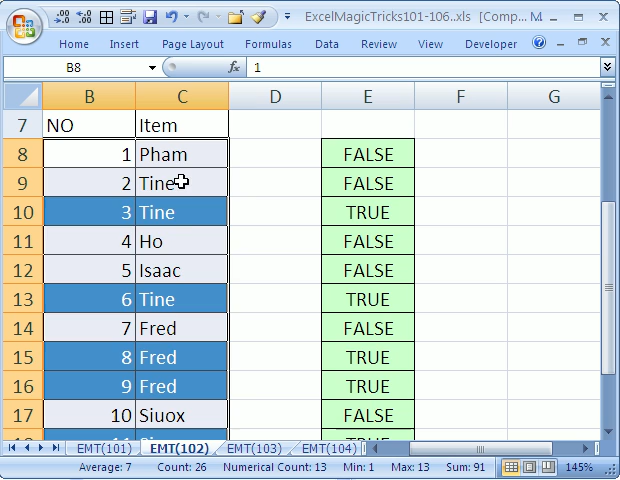 ExcelMagicTricks101-106..xls [Comp... M
Home Insert Page Layout Formulas Data Review View Developer
B8 fx 1
B C D E F G
7 NO Item
8 1 Pham FALSE
9 2 Tine FALSE
10 3 Tine TRUE
11 4 Ho FALSE
12 5 Isaac FALSE
13 6 Tine TRUE
14 7 Fred FALSE
15 8 Fred TRUE
16 9 Fred TRUE
17 10 Siuox FALSE
EMT(101) EMT(102) EMT(103) EMT(104)
Average: 7 Count: 26 Numerical Count: 13 Min: 1 Max: 13 Sum: 91 145%